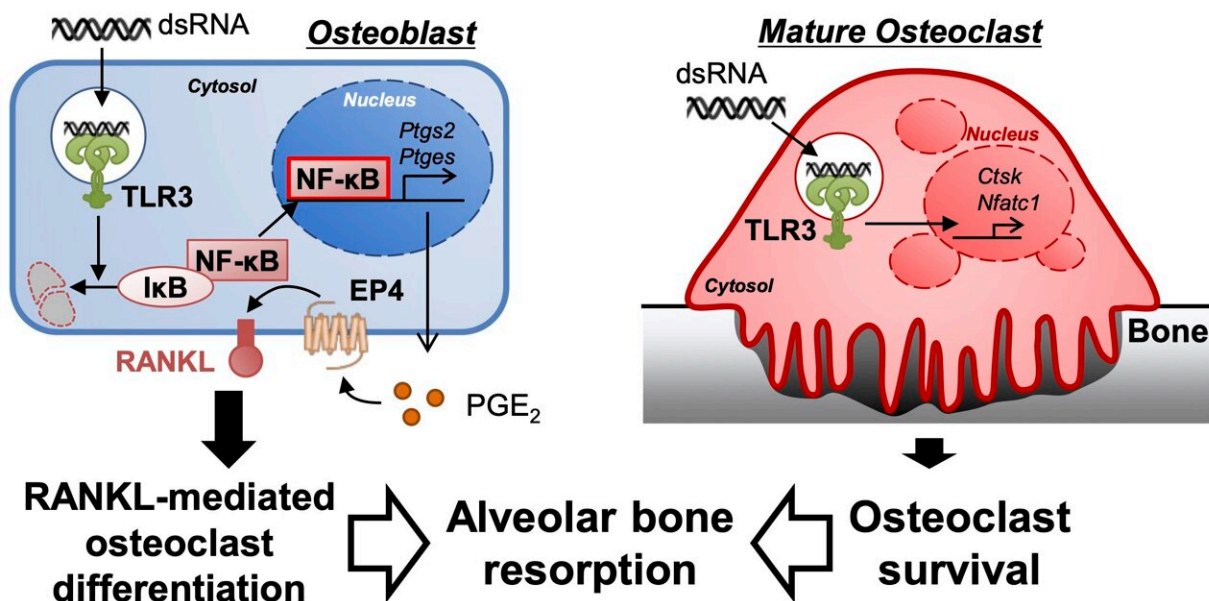 dsRNA
Osteoblast
Cytosol
Nucleus
Ptgs2
Ptges
NF-κB
TLR3
NF-κB
IκB
EP4
RANKL
PGE₂
RANKL-mediated
osteoclast
differentiation
Alveolar bone
resorption
Mature Osteoclast
dsRNA
Nucleus
Ctsk
Nfatc1
TLR3
Cytosol
Bone
Osteoclast
survival